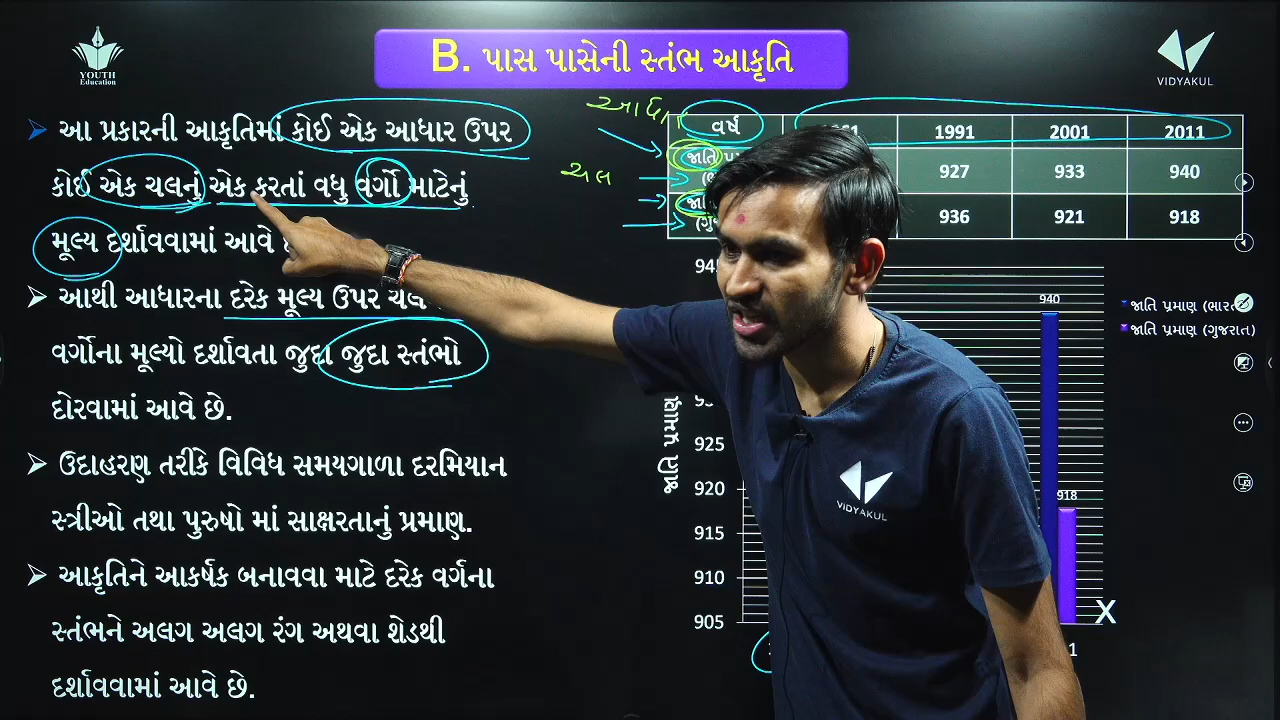 YOUTH
Education
B. પાસ પાસેની સ્તંભ આકૃતિ
VIDYAKUL
આ પ્રકારની આકૃતિમાં કોઈ એક આધાર ઉપર
કોઈ એક ચલનું એક કરતાં વધુ વર્ગો માટેનું
મૂલ્ય દર્શાવવામાં આવે
આથી આધારના દરેક મૂલ્ય ઉપર ચલ
વર્ગોના મૂલ્યો દર્શાવતા જુદા જુદા સ્તંભો
દોરવામાં આવે છે.
ઉદાહરણ તરીકે વિવિધ સમયગાળા દરમિયાન
સ્ત્રીઓ તથા પુરુષો માં સાક્ષરતાનું પ્રમાણ.
આકૃતિને આકર્ષક બનાવવા માટે દરેક વર્ગના
સ્તંભને અલગ અલગ રંગ અથવા શેડથી
દર્શાવવામાં આવે છે.
આધાર
ચલ
વર્ષ 1991 2001 2011
જાતિ 927 933 940
936 921 918
940
જાતિ પ્રમાણ
જાતિ પ્રમાણ (ગુજરાત)
જાતિ પ્રમાણ
925
920
915
910
905
918
X
VIDYAKUL